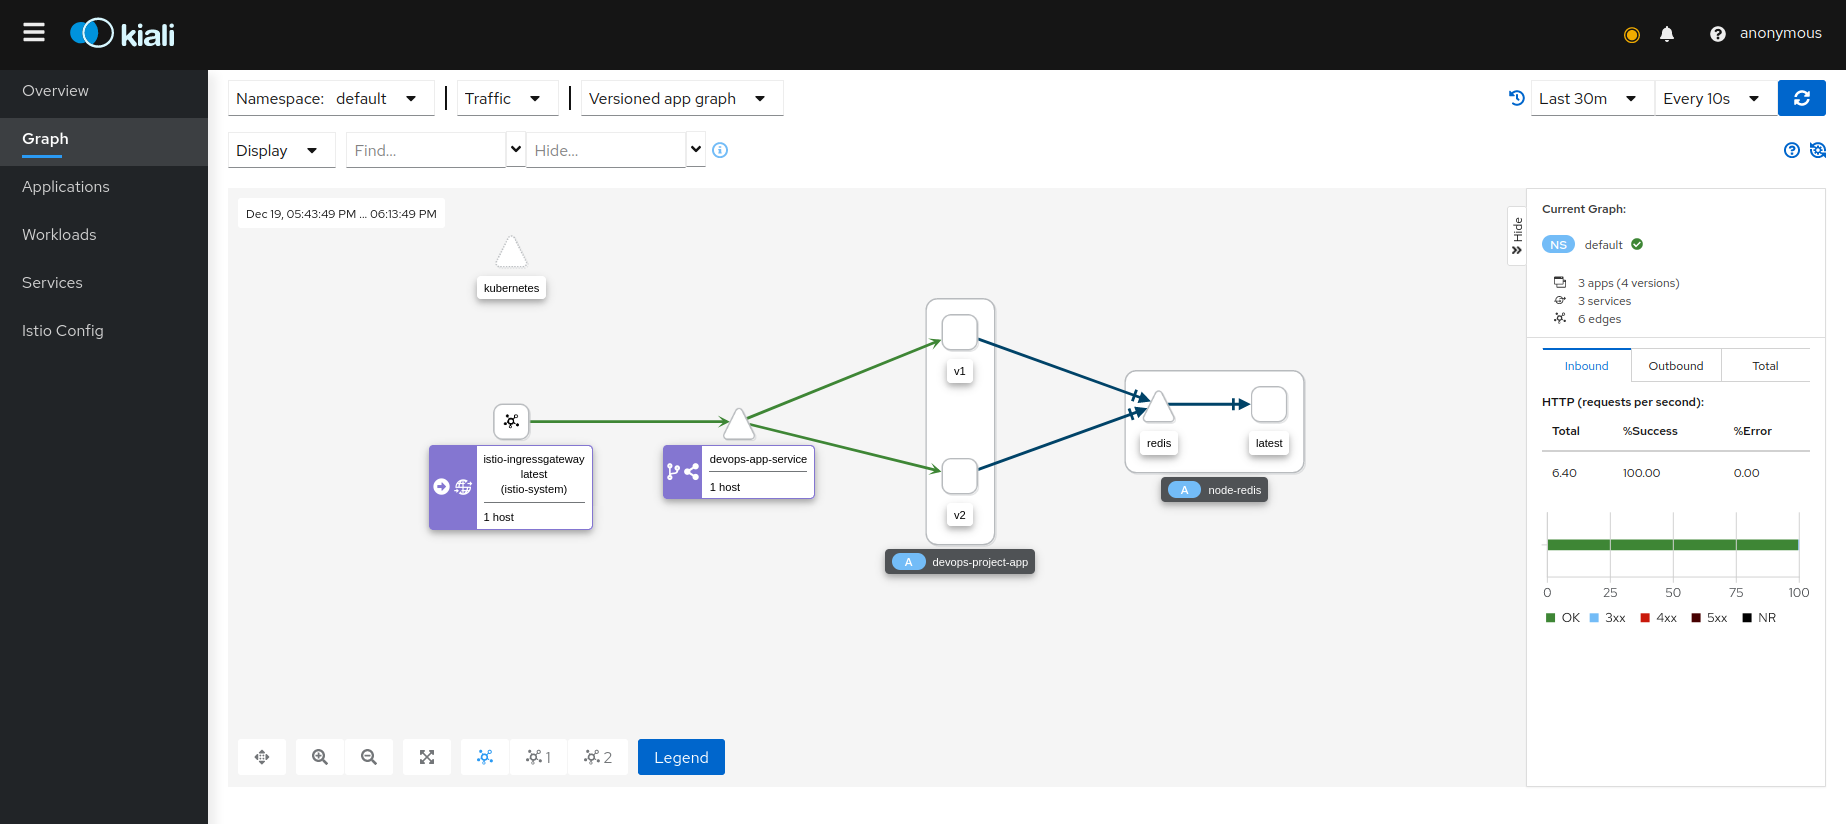 kiali
anonymous
Overview
Graph
Applications
Workloads
Services
Istio Config
Namespace: default
Traffic
Versioned app graph
Last 30m
Every 10s
Display
Find...
Hide...
Dec 19, 05:43:49 PM ... 06:13:49 PM
kubernetes
istio-ingressgateway
latest
(istio-system)
1 host
devops-app-service
1 host
v1
v2
A devops-project-app
redis
latest
A node-redis
1
2
Legend
Hide
Current Graph:
NS default
3 apps (4 versions)
3 services
6 edges
Inbound Outbound Total
HTTP (requests per second):
Total %Success %Error
6.40 100.00 0.00
0 25 50 75 100
OK 3xx 4xx 5xx NR